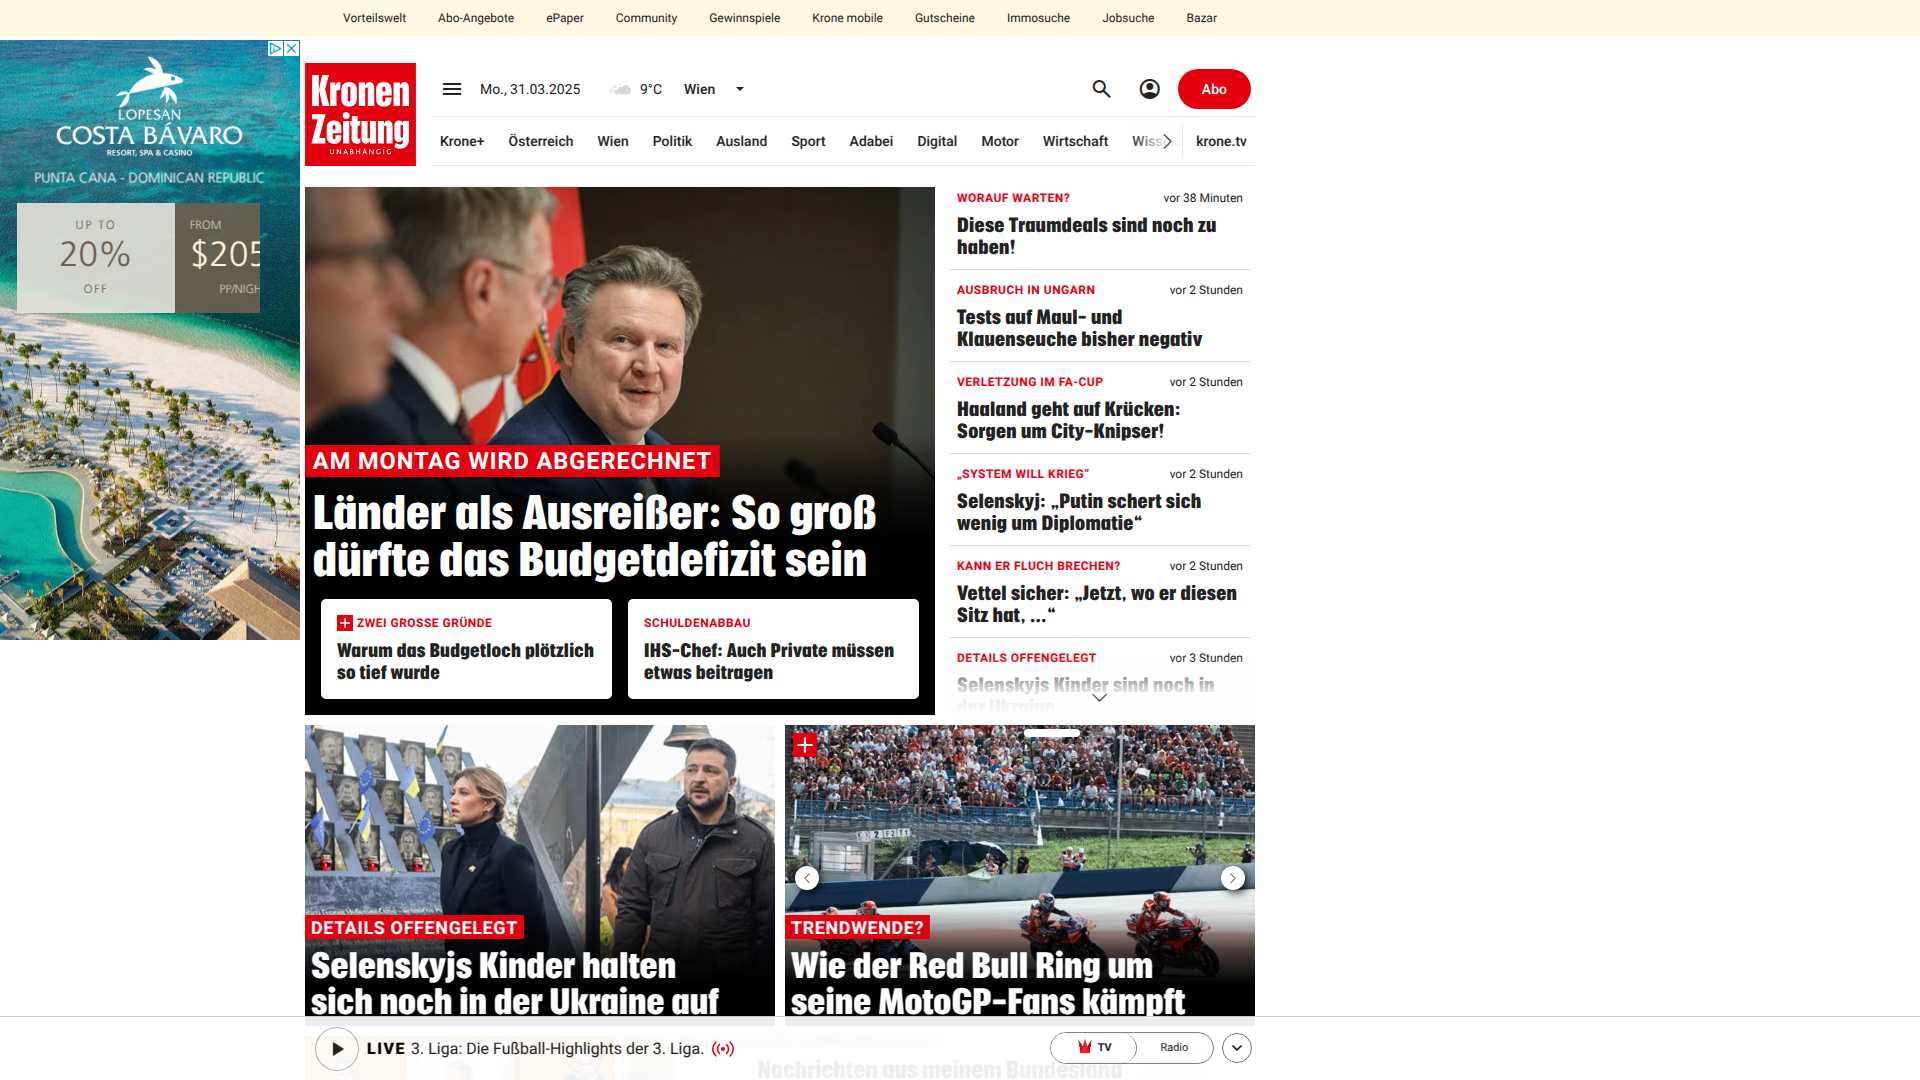 Vorteilswelt Abo-Angebote ePaper Community Gewinnspiele Krone mobile Gutscheine Immosuche Jobsuche Bazar
LOPESAN
COSTA BÁVARO
RESORT, SPA & CASINO
PUNTA CANA - DOMINICAN REPUBLIC
UP TO
20%
OFF
FROM
$205
PP/NIGH
Kronen
Zeitung
UNABHÄNGIG
Mo., 31.03.2025 9°C Wien Abo
Krone+ Österreich Wien Politik Ausland Sport Adabei Digital Motor Wirtschaft Wiss krone.tv
AM MONTAG WIRD ABGERECHNET
Länder als Ausreißer: So groß
dürfte das Budgetdefizit sein
ZWEI GROSSE GRÜNDE
Warum das Budgetloch plötzlich
so tief wurde
SCHULDENABBAU
IHS-Chef: Auch Private müssen
etwas beitragen
WORAUF WARTEN? vor 38 Minuten
Diese Traumdeals sind noch zu
haben!
AUSBRUCH IN UNGARN vor 2 Stunden
Tests auf Maul- und
Klauenseuche bisher negativ
VERLETZUNG IM FA-CUP vor 2 Stunden
Haaland geht auf Krücken:
Sorgen um City-Knipser!
„SYSTEM WILL KRIEG“ vor 2 Stunden
Selenskyj: „Putin schert sich
wenig um Diplomatie“
KANN ER FLUCH BRECHEN? vor 2 Stunden
Vettel sicher: „Jetzt, wo er diesen
Sitz hat, ...“
DETAILS OFFENGELEGT vor 3 Stunden
Selenskyjs Kinder sind noch in
der Ukraine
DETAILS OFFENGELEGT
Selenskyjs Kinder halten
sich noch in der Ukraine auf
TRENDWENDE?
Wie der Red Bull Ring um
seine MotoGP-Fans kämpft
LIVE 3. Liga: Die Fußball-Highlights der 3. Liga. TV Radio
Nachrichten aus meinem Bundesland